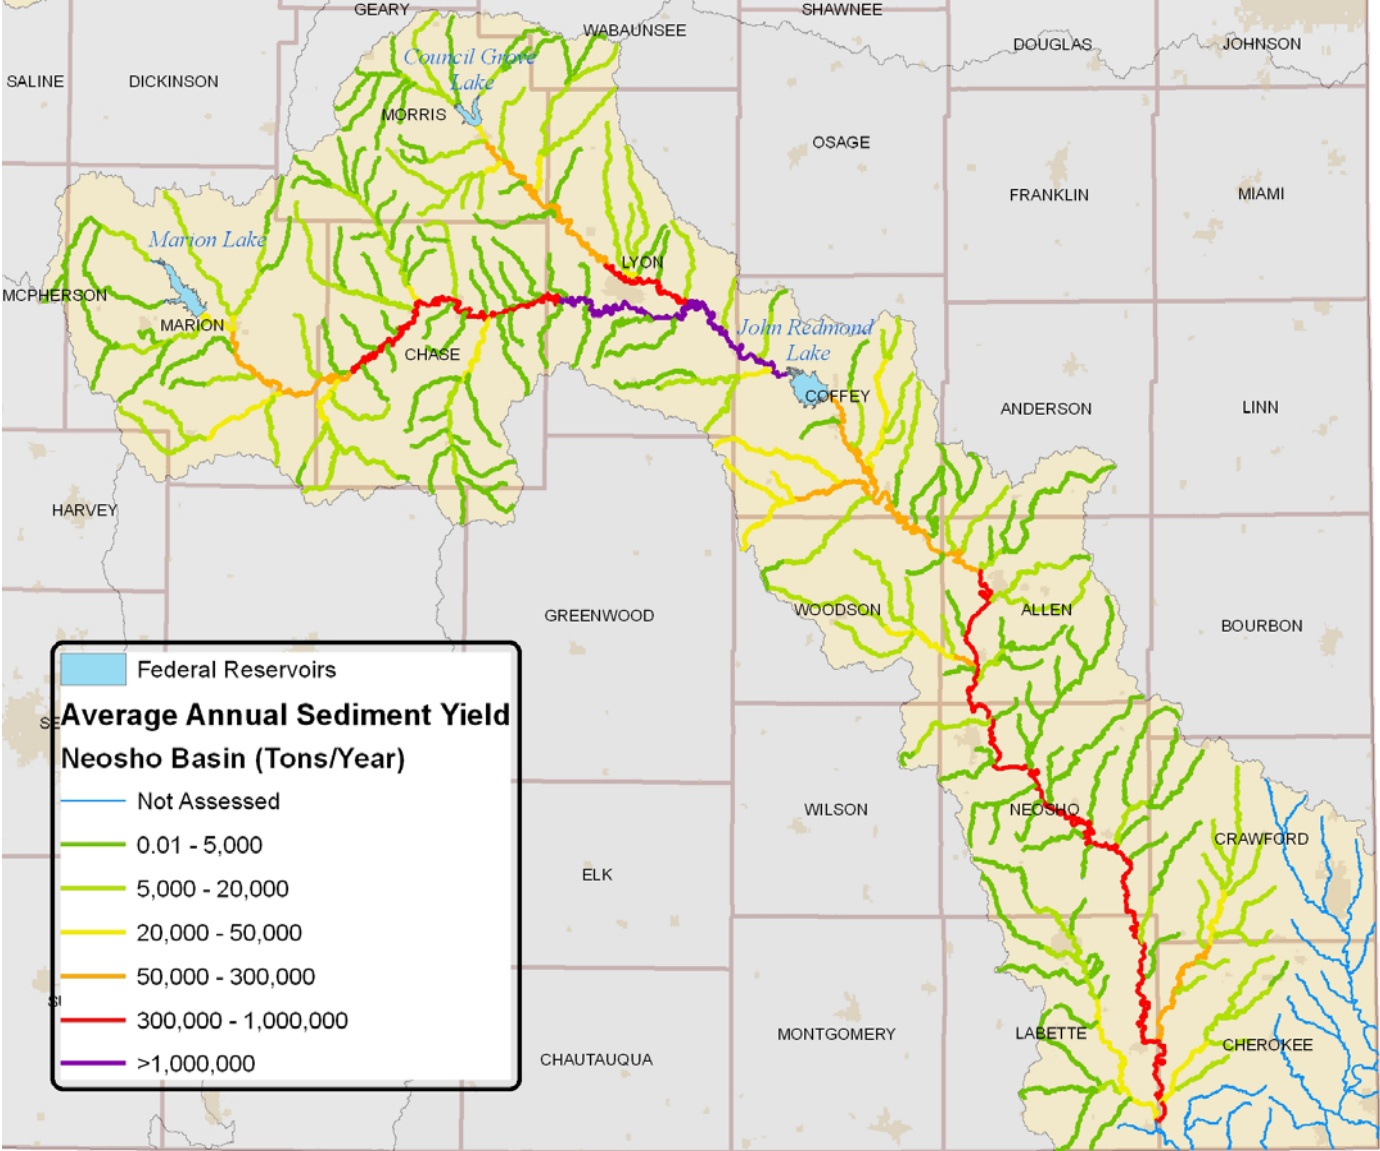 GEARY
SHAWNEE
WABAUNSEE
DOUGLAS
JOHNSON
SALINE
DICKINSON
Council Grove
Lake
MORRIS
OSAGE
FRANKLIN
MIAMI
Marion Lake
LYON
MCPHERSON
MARION
John Redmond
Lake
CHASE
COFFEY
ANDERSON
LINN
HARVEY
GREENWOOD
WOODSON
ALLEN
BOURBON
Federal Reservoirs
SE
Average Annual Sediment Yield
Neosho Basin (Tons/Year)
Not Assessed
0.01 - 5,000
5,000 - 20,000
20,000 - 50,000
50,000 - 300,000
300,000 - 1,000,000
>1,000,000
WILSON
NEOSHO
CRAWFORD
ELK
MONTGOMERY
LABETTE
CHEROKEE
CHAUTAUQUA